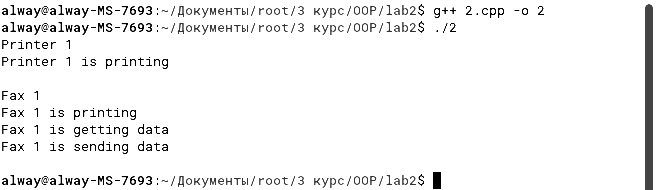 alway@alway-MS-7693:~/Документы/root/3 курс/OOP/lab2$ g++ 2.cpp -o 2
alway@alway-MS-7693:~/Документы/root/3 курс/OOP/lab2$ ./2
Printer 1
Printer 1 is printing
Fax 1
Fax 1 is printing
Fax 1 is getting data
Fax 1 is sending data
alway@alway-MS-7693:~/Документы/root/3 курс/OOP/lab2$